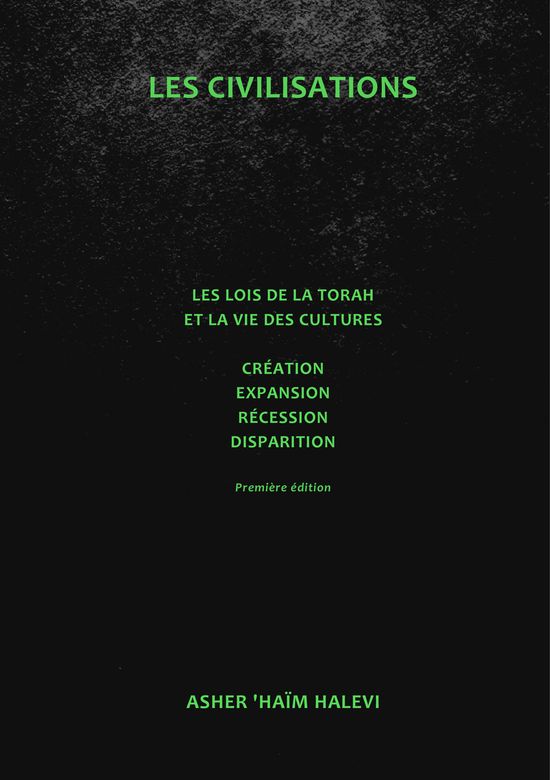 LES CIVILISATIONS
LES LOIS DE LA TORAH
ET LA VIE DES CULTURES
CRÉATION
EXPANSION
RÉCESSION
DISPARITION
Première édition
ASHER 'HAÏM HALEVI